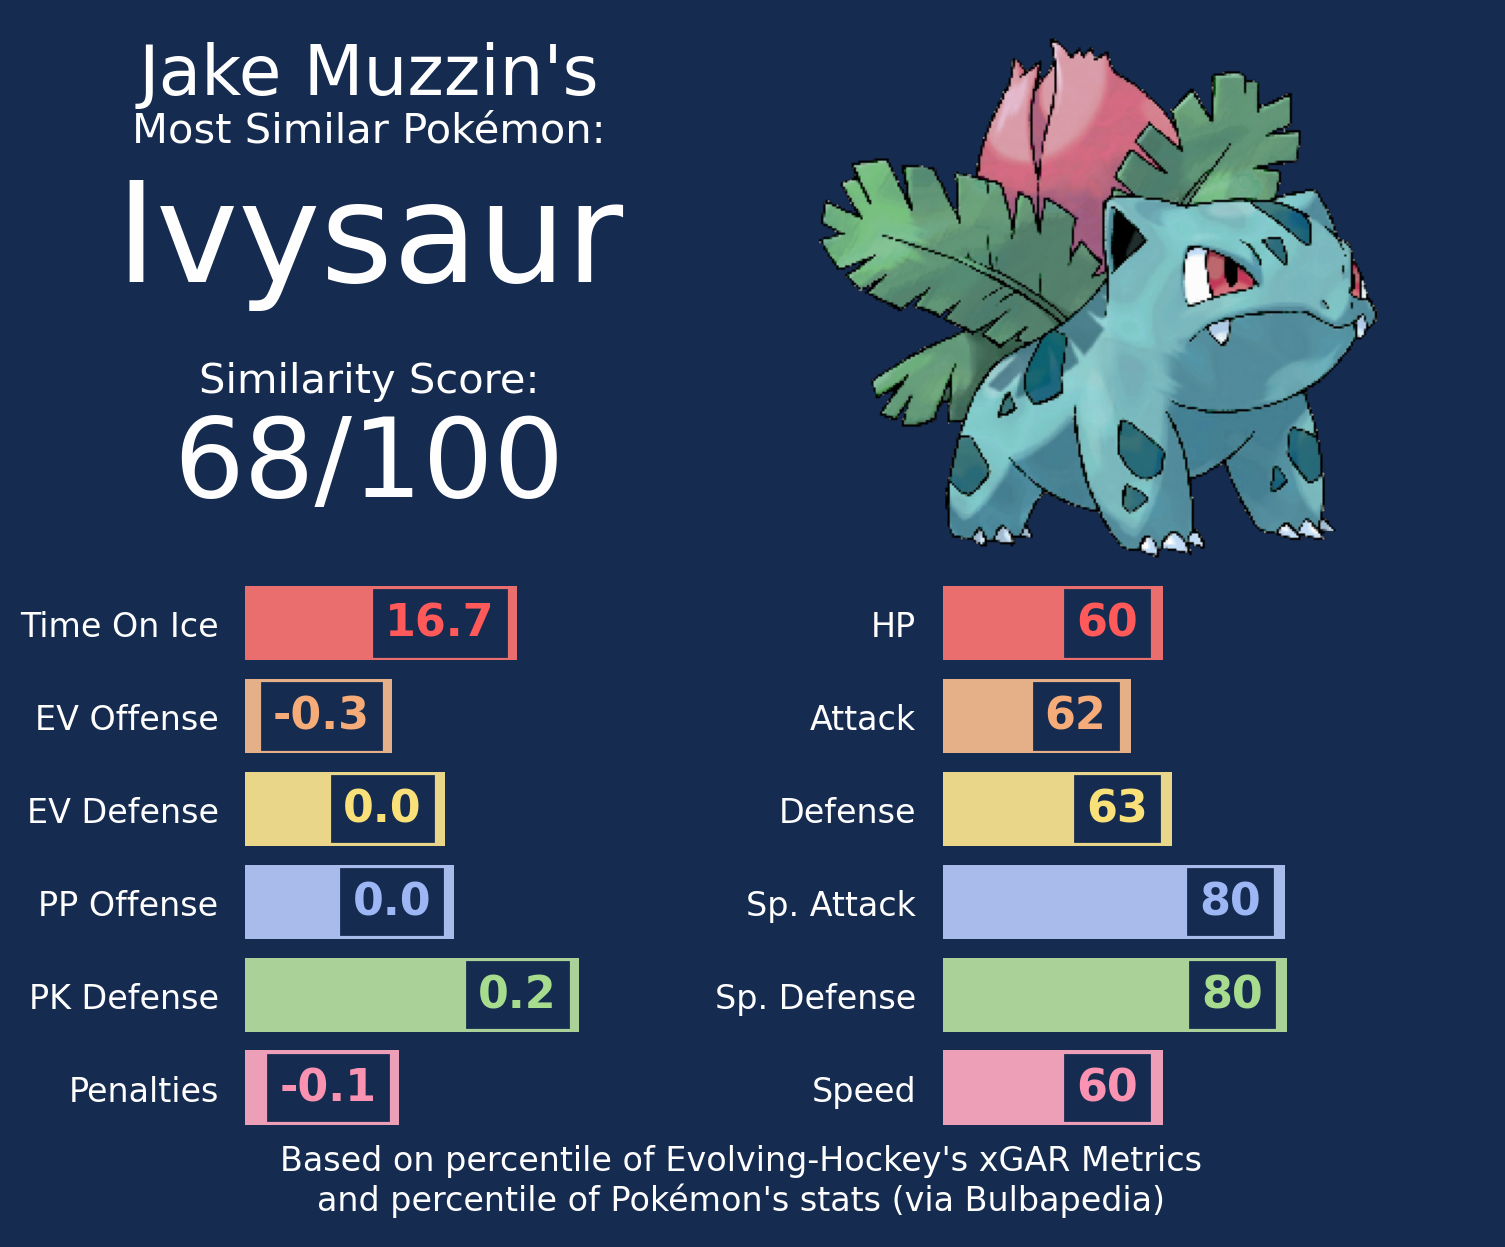 Jake Muzzin's
Most Similar Pokémon:
Ivysaur
Similarity Score:
68/100
Time On Ice 16.7
EV Offense -0.3
EV Defense 0.0
PP Offense 0.0
PK Defense 0.2
Penalties -0.1
HP 60
Attack 62
Defense 63
Sp. Attack 80
Sp. Defense 80
Speed 60
Based on percentile of Evolving-Hockey's xGAR Metrics
and percentile of Pokémon's stats (via Bulbapedia)